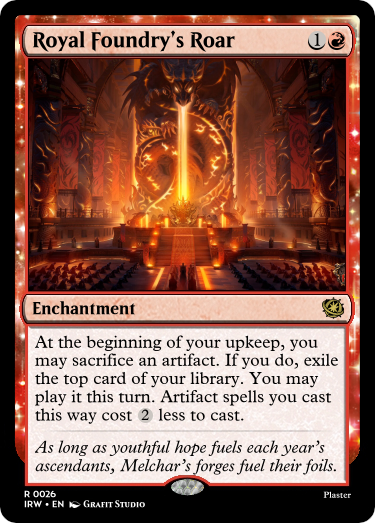 Royal Foundry's Roar 1
Enchantment
At the beginning of your upkeep, you
may sacrifice an artifact. If you do, exile
the top card of your library. You may
play it this turn. Artifact spells you cast
this way cost 2 less to cast.
As long as youthful hope fuels each year's
ascendants, Melchar's forges fuel their foils.
R 0026
IRW • EN Grafit Studio
Plaster